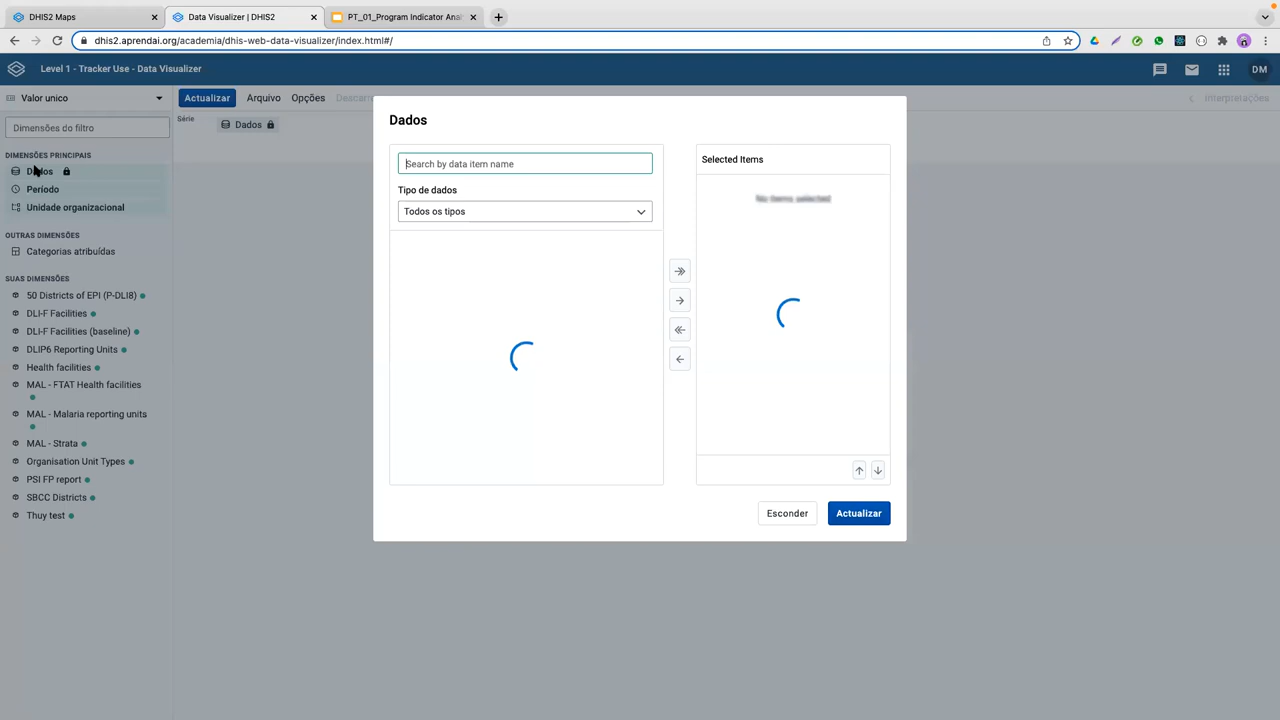 DHIS2 Maps
Data Visualizer | DHIS2
PT_01_Program Indicator Anal
dhis2.aprendai.org/academia/dhis-web-data-visualizer/index.html#/
Level 1 - Tracker Use - Data Visualizer
DM
Valor unico
Actualizar
Arquivo
Opções
Descarr
Interpretações
Dimensões do filtro
Série
Dados
DIMENSÕES PRINCIPAIS
Dados
Período
Unidade organizacional
OUTRAS DIMENSÕES
Categorias atribuídas
SUAS DIMENSÕES
50 Districts of EPI (P-DLI8)
DLI-F Facilities
DLI-F Facilities (baseline)
DLIP6 Reporting Units
Health facilities
MAL - FTAT Health facilities
MAL - Malaria reporting units
MAL - Strata
Organisation Unit Types
PSI FP report
SBCC Districts
Thuy test
Dados
Search by data item name
Tipo de dados
Todos os tipos
Selected Items
No items selected
Esconder
Actualizar